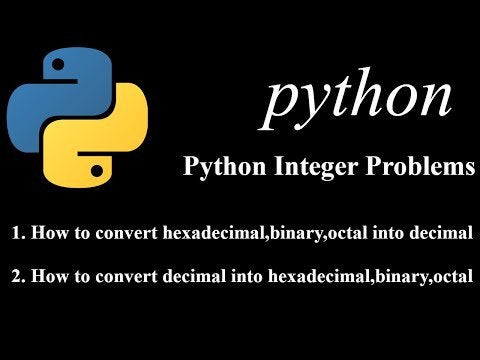 python
Python Integer Problems
1. How to convert hexadecimal,binary,octal into decimal
2. How to convert decimal into hexadecimal,binary,octal